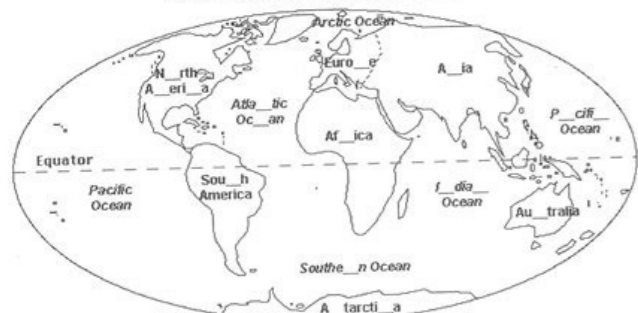 Arctic Ocean
N__rth
A__eri__a
Euro__e
A__ia
Atla__tic
Oc__an
P__cifi__
Ocean
Af__ica
Equator
Pacific
Ocean
Sou__h
America
I__dia__
Ocean
Au__tralia
Southe__n Ocean
A__tarcti__a